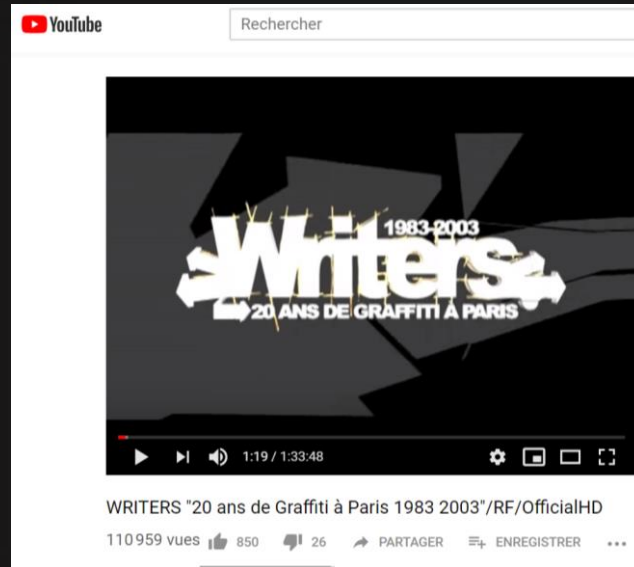 YouTube
Rechercher
1983-2003
Writers
20 ANS DE GRAFFITI À PARIS
1:19 / 1:33:48
WRITERS "20 ans de Graffiti à Paris 1983 2003"/RF/OfficialHD
110 959 vues 850 26 PARTAGER ENREGISTRER